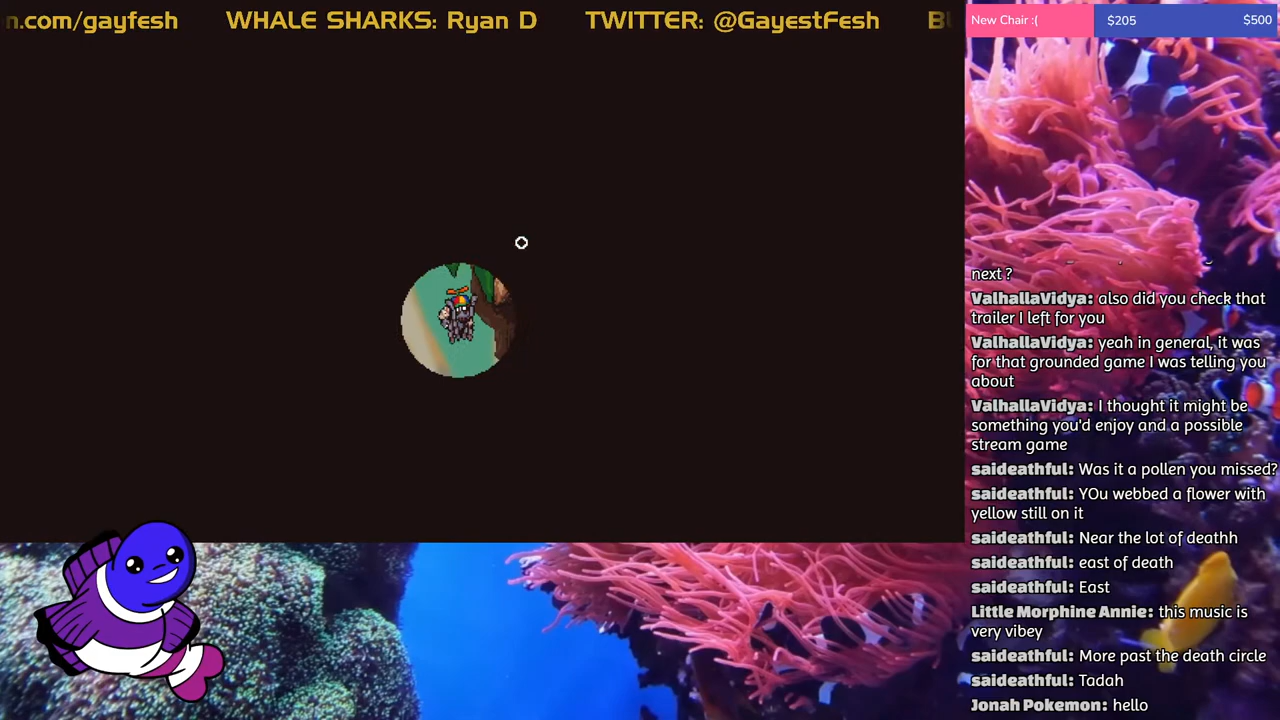 n.com/gayfesh WHALE SHARKS: Ryan D TWITTER: @GayestFesh
New Chair :( $205 $500
next ?
ValhallaVidya: also did you check that
trailer I left for you
ValhallaVidya: yeah in general, it was
for that grounded game I was telling you
about
ValhallaVidya: I thought it might be
something you'd enjoy and a possible
stream game
saideathful: Was it a pollen you missed?
saideathful: YOu webbed a flower with
yellow still on it
saideathful: Near the lot of deathh
saideathful: east of death
saideathful: East
Little Morphine Annie: this music is
very vibey
saideathful: More past the death circle
saideathful: Tadah
Jonah Pokemon: hello